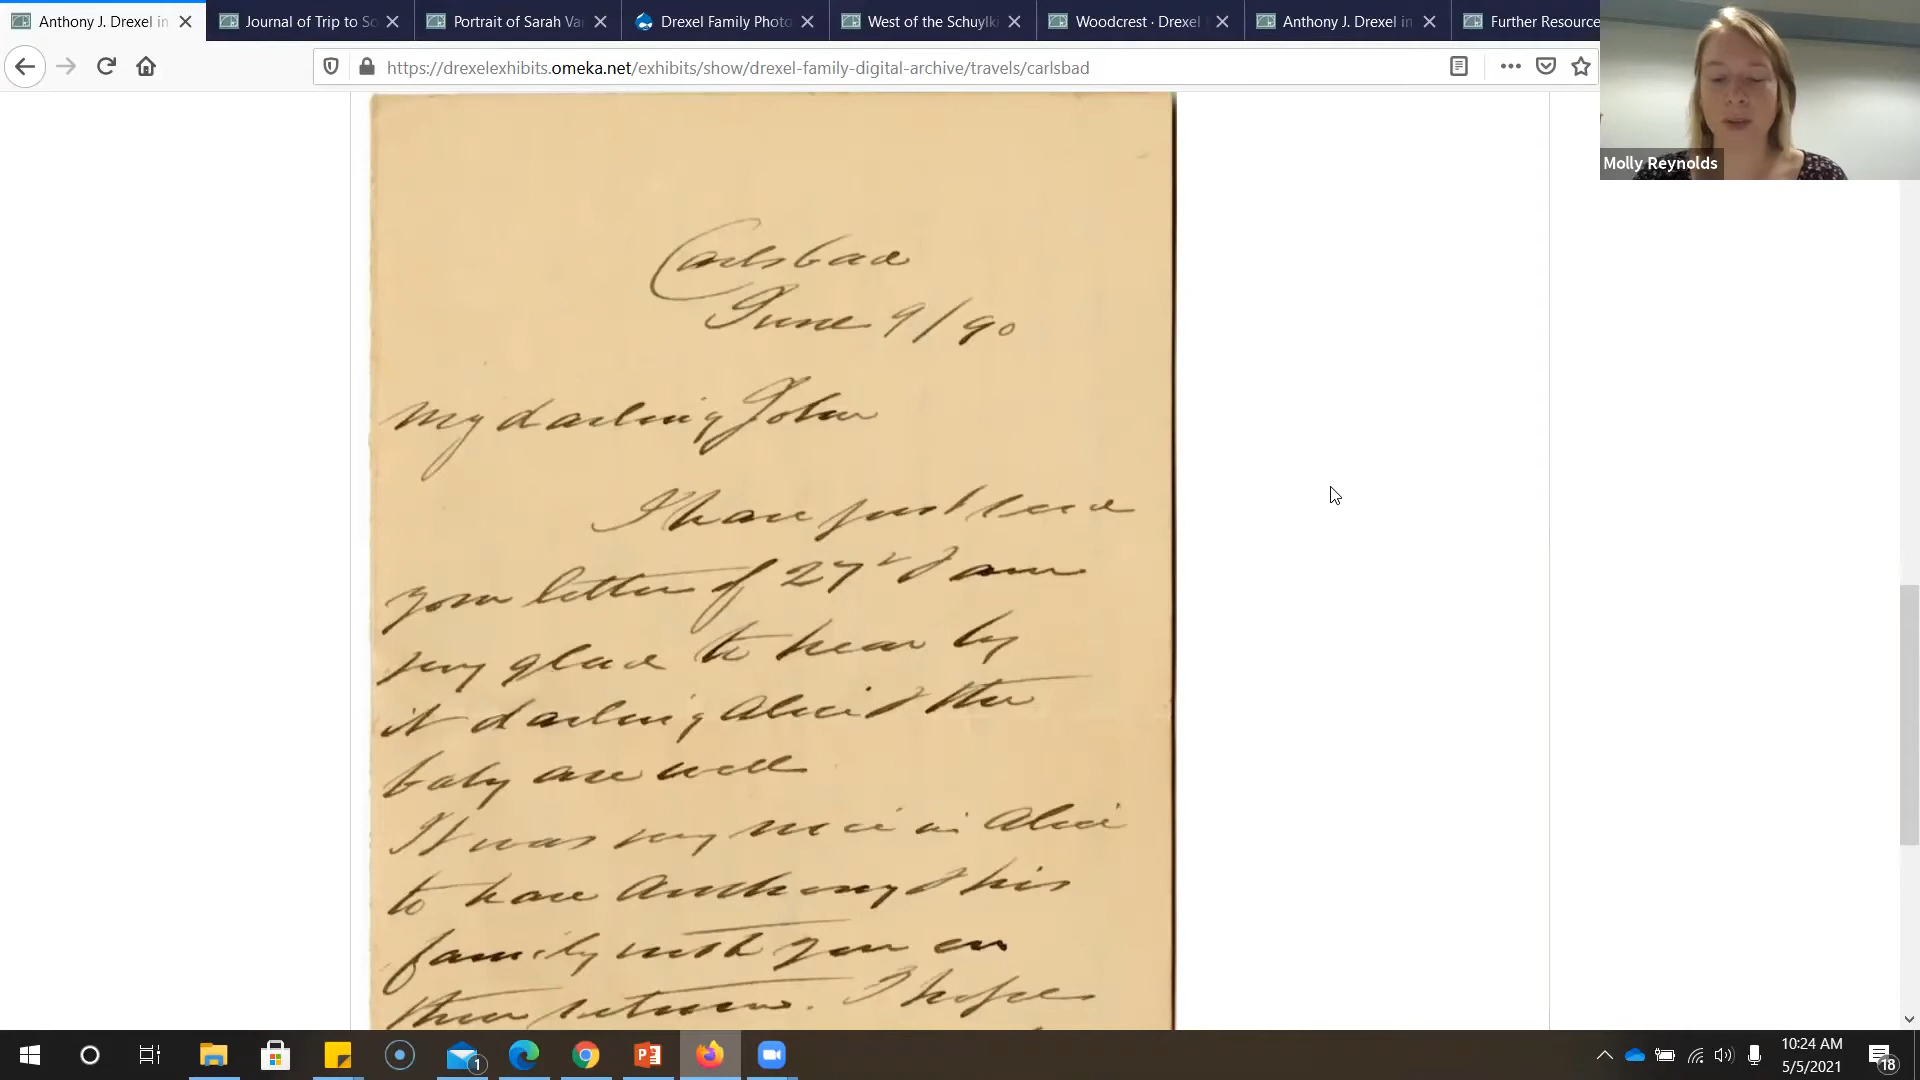 Anthony J. Drexel in
Journal of Trip to So
Portrait of Sarah Va
Drexel Family Photo
West of the Schuylki
Woodcrest · Drexel
Anthony J. Drexel in
Further Resource
https://drexelexhibits.omeka.net/exhibits/show/drexel-family-digital-archive/travels/carlsbad
Molly Reynolds
Carlsbad
June 9/90
My darling John
I have just recd
your letter of 27th & am
very glad to hear by
it darling Alice & the
baby are well
It was very nice in Alice
to have Anthony & his
family with you on
their return. I hope
1
10:24 AM
5/5/2021
18